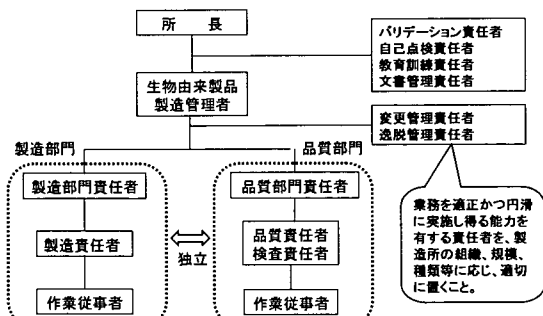 所　長
バリデーション責任者
自己点検責任者
教育訓練責任者
文書管理責任者
生物由来製品
製造管理者
変更管理責任者
逸脱管理責任者
製造部門
品質部門
製造部門責任者
品質部門責任者
製造責任者
独立
品質責任者
検査責任者
作業従事者
作業従事者
業務を適正かつ円滑
に実施し得る能力を
有する責任者を、製
造所の組織、規模、
種類等に応じ、適切
に置くこと。